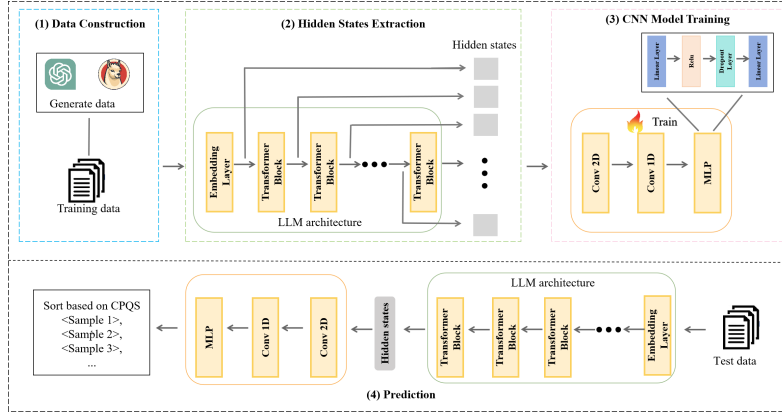 (1) Data Construction
Generate data
Training data
(2) Hidden States Extraction
Hidden states
Embedding
Layer
Transformer
Block
Transformer
Block
Transformer
Block
LLM architecture
(3) CNN Model Training
Linear Layer
Relu
Dropout
Layer
Linear Layer
Train
Conv 2D
Conv 1D
MLP
Sort based on CPQS
<Sample 1>,
<Sample 2>,
<Sample 3>,
...
MLP
Conv 1D
Conv 2D
Hidden states
LLM architecture
Transformer
Block
Transformer
Block
Transformer
Block
Embedding
Layer
Test data
(4) Prediction